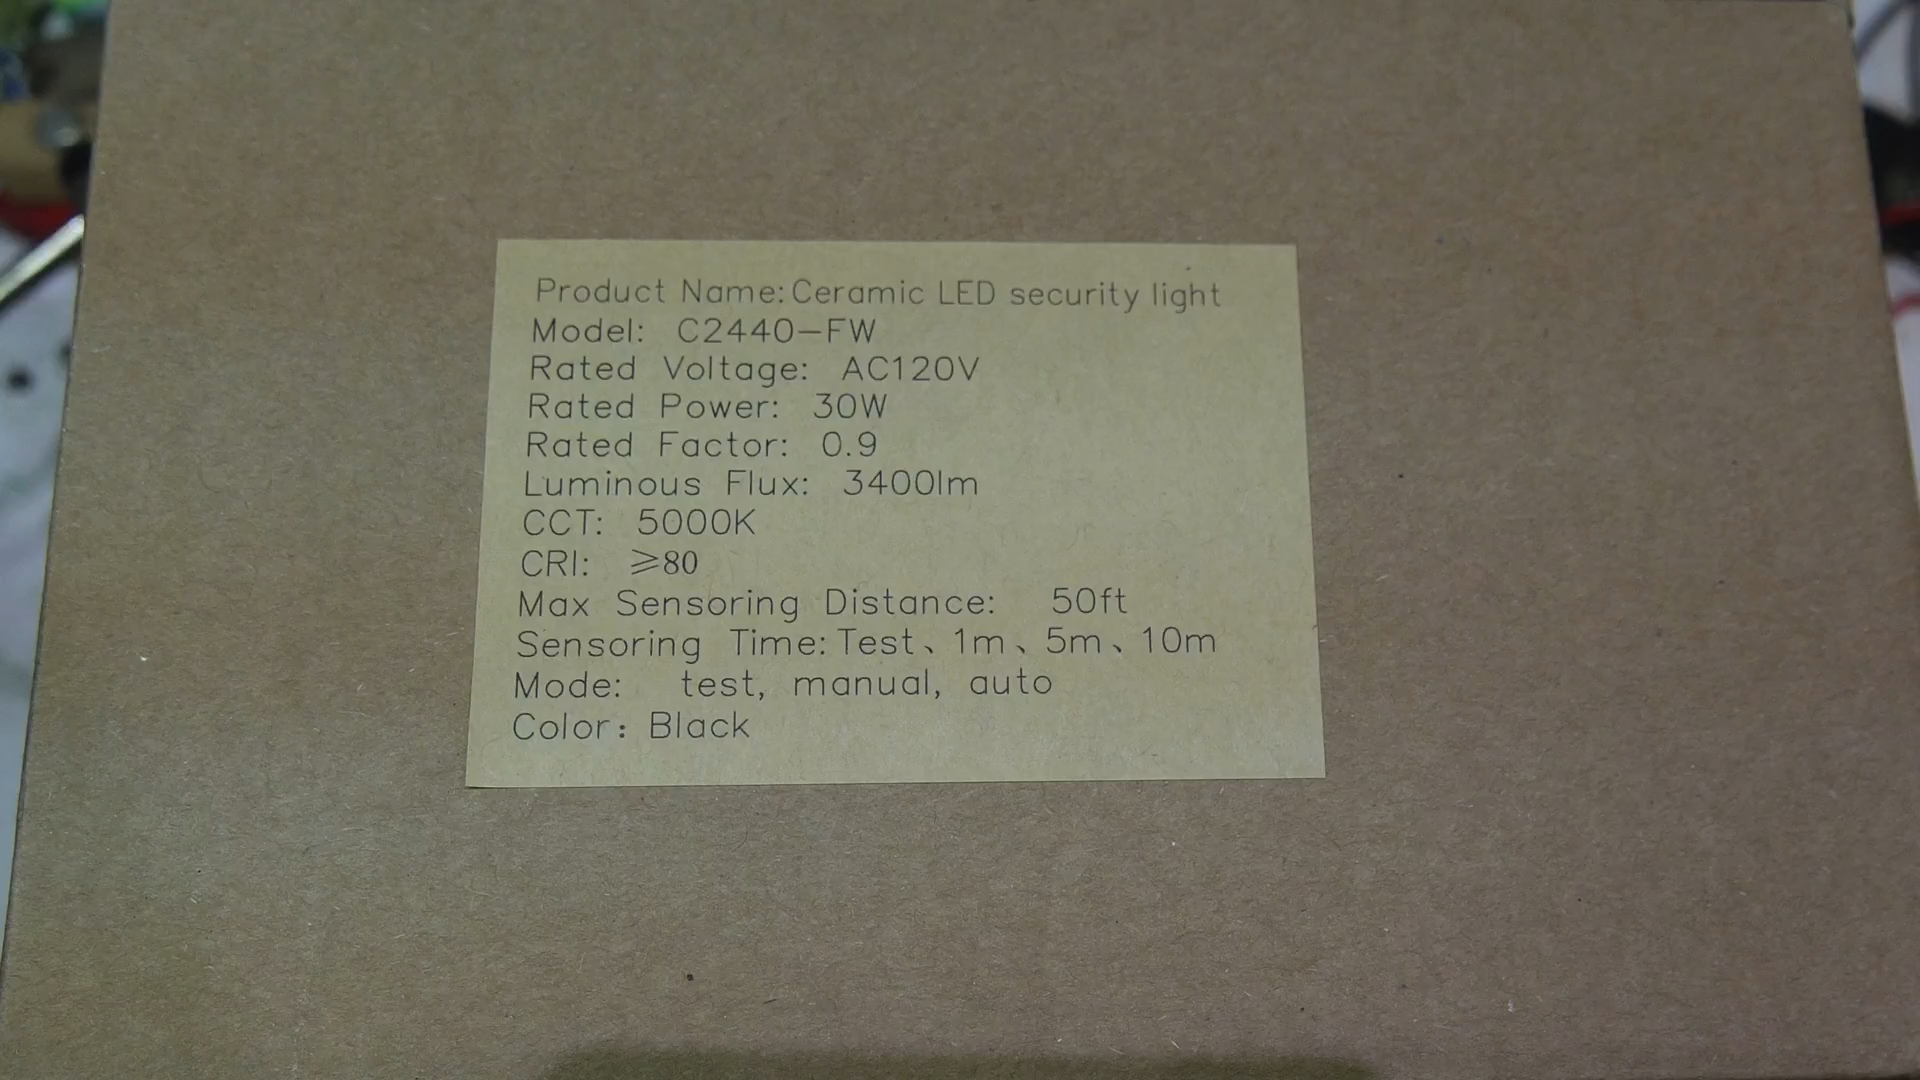 Product Name:Ceramic LED security light
Model: C2440-FW
Rated Voltage: AC120V
Rated Power: 30W
Rated Factor: 0.9
Luminous Flux: 3400lm
CCT: 5000K
CRI: ≥80
Max Sensoring Distance: 50ft
Sensoring Time:Test、1m、5m、10m
Mode: test, manual, auto
Color: Black